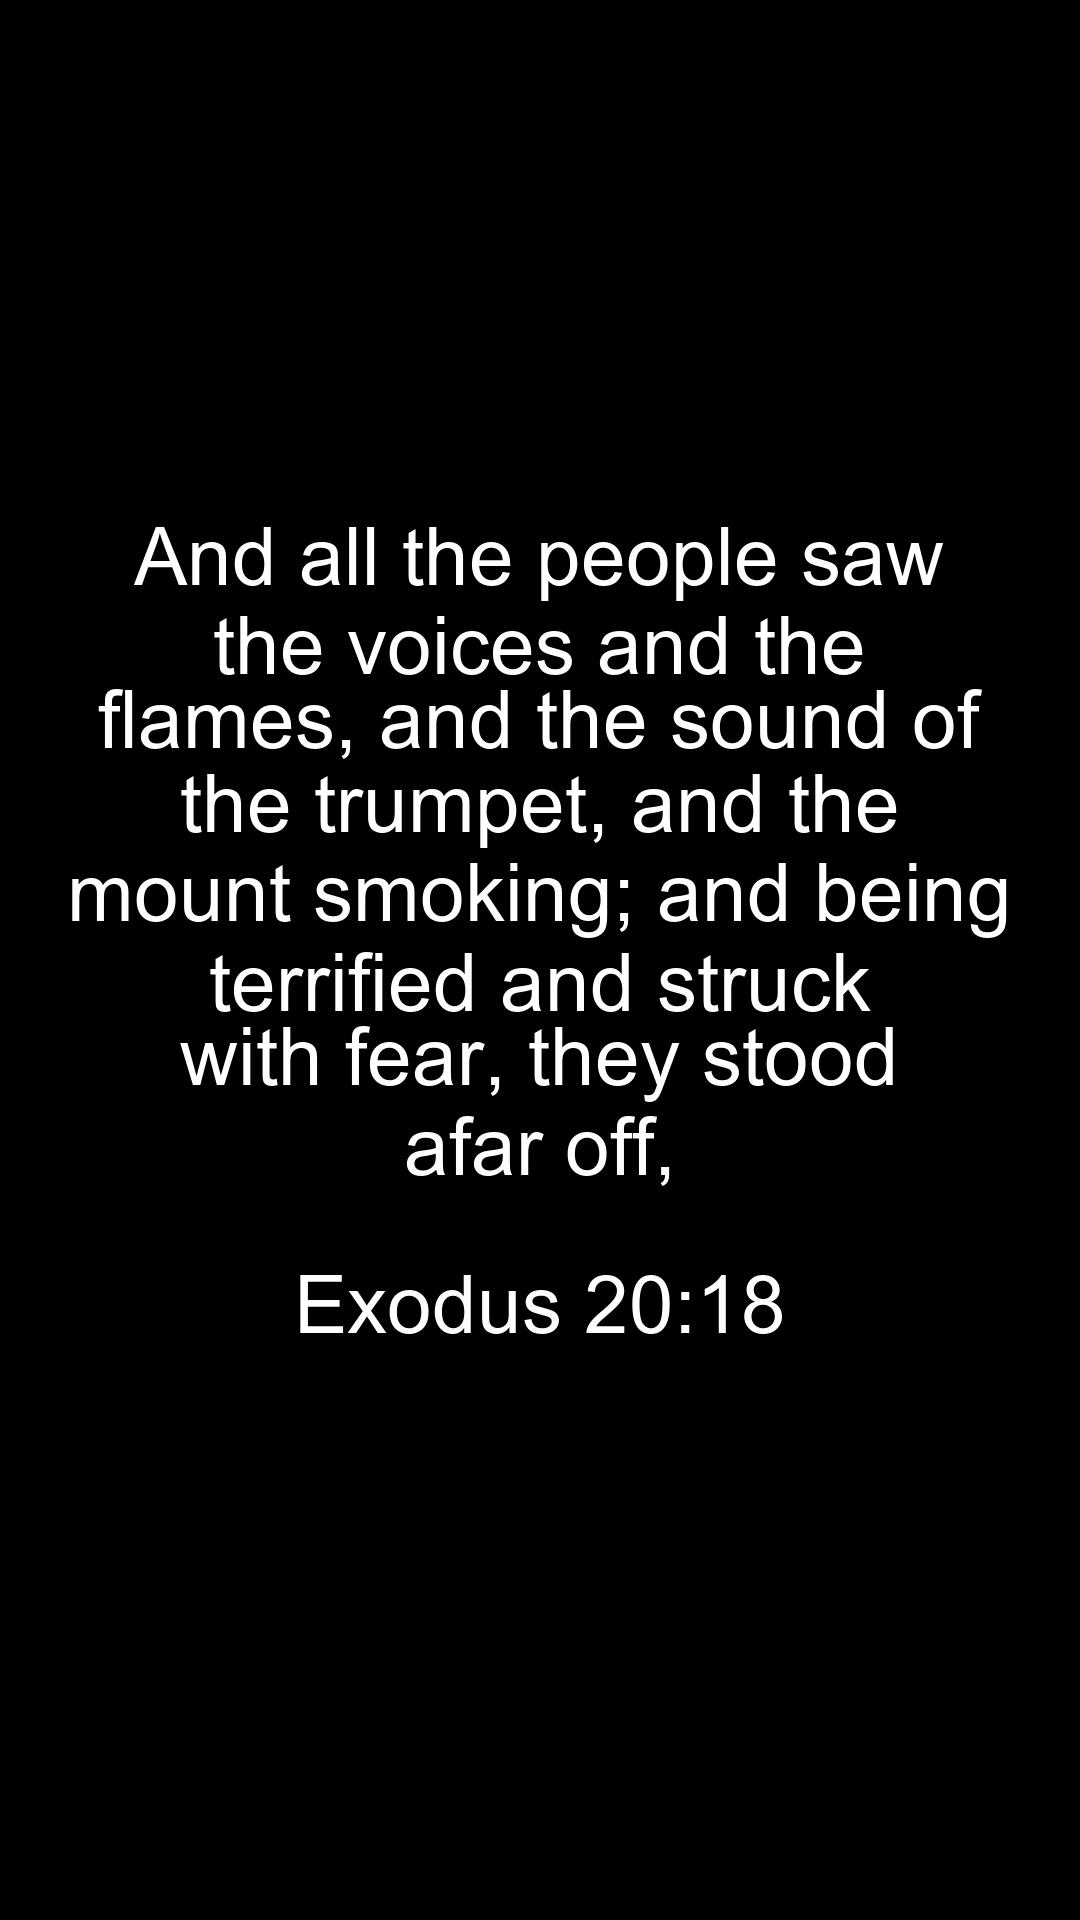 And all the people saw
the voices and the
flames, and the sound of
the trumpet, and the
mount smoking; and being
terrified and struck
with fear, they stood
afar off,
Exodus 20:18